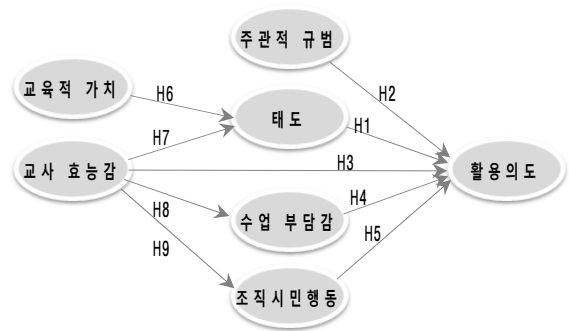 주관적 규범
교육적 가치
H6
H2
태도
H1
H7
교사 효능감
H3
활용의도
H8
H4
수업 부담감
H9
H5
조직시민행동